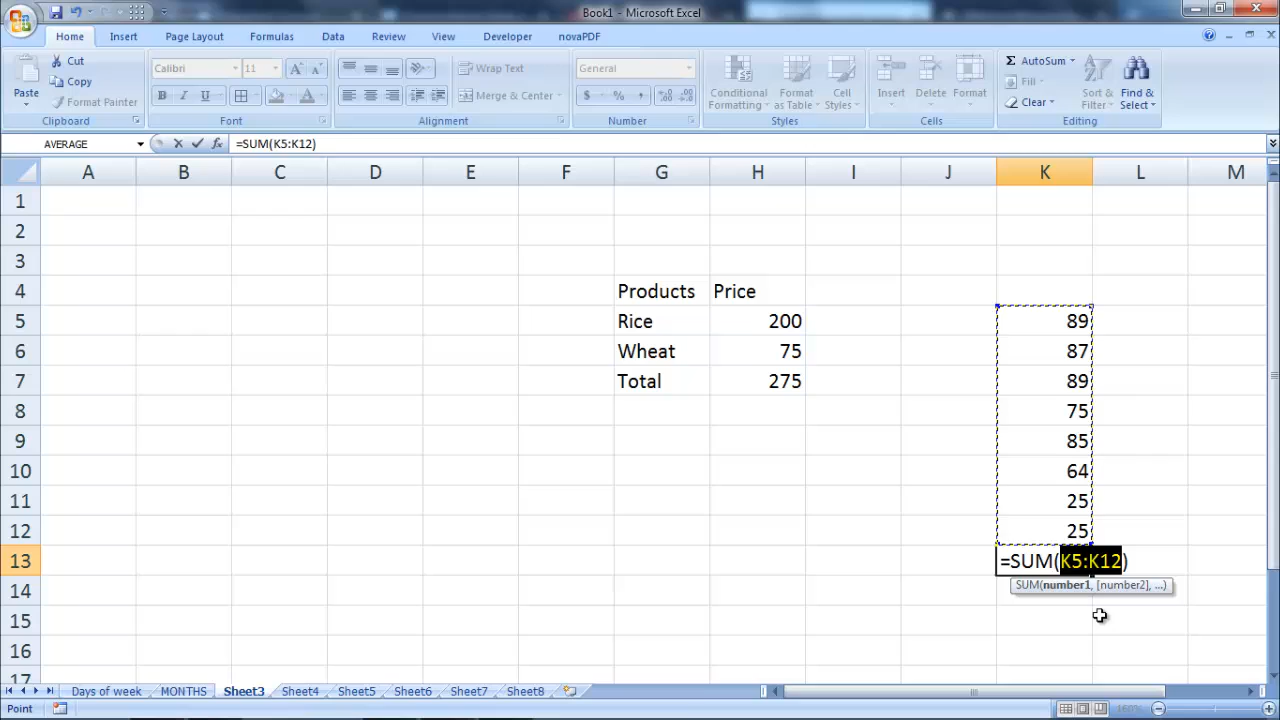 Book1 - Microsoft Excel
Home Insert Page Layout Formulas Data Review View Developer novaPDF
Paste
Cut
Copy
Format Painter
Clipboard
Calibri 11
B I U
Font
Wrap Text
Merge & Center
Alignment
General
$ % ,
Number
Conditional Formatting
Format as Table
Cell Styles
Styles
Insert Delete Format
Cells
Σ AutoSum
Fill
Clear
Sort & Filter
Find & Select
Editing
AVERAGE fx =SUM(K5:K12)
A B C D E F G H I J K L M
1
2
3
4 Products Price
5 Rice 200 89
6 Wheat 75 87
7 Total 275 89
8 75
9 85
10 64
11 25
12 25
13 =SUM(K5:K12)
SUM(number1, [number2], ...)
14
15
16
17
Days of week MONTHS Sheet3 Sheet4 Sheet5 Sheet6 Sheet7 Sheet8
Point 160%